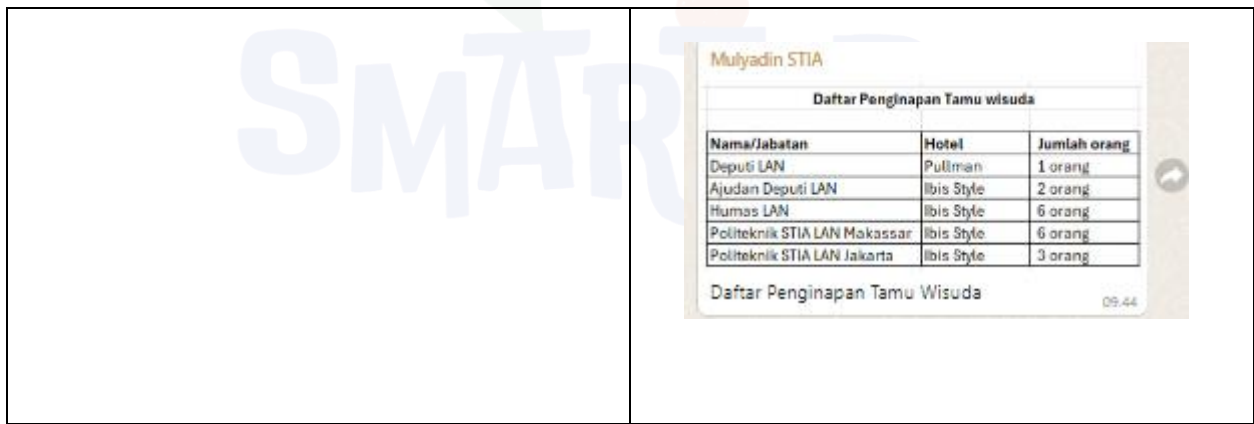 SMAR
Mulyadin STIA
Daftar Penginapan Tamu wisuda
Nama/Jabatan Hotel Jumlah orang
Deputi LAN Pullman 1 orang
Ajudan Deputi LAN Ibis Style 2 orang
Humas LAN Ibis Style 6 orang
Politeknik STIA LAN Makassar Ibis Style 6 orang
Politeknik STIA LAN Jakarta Ibis Style 3 orang
Daftar Penginapan Tamu Wisuda
09.44